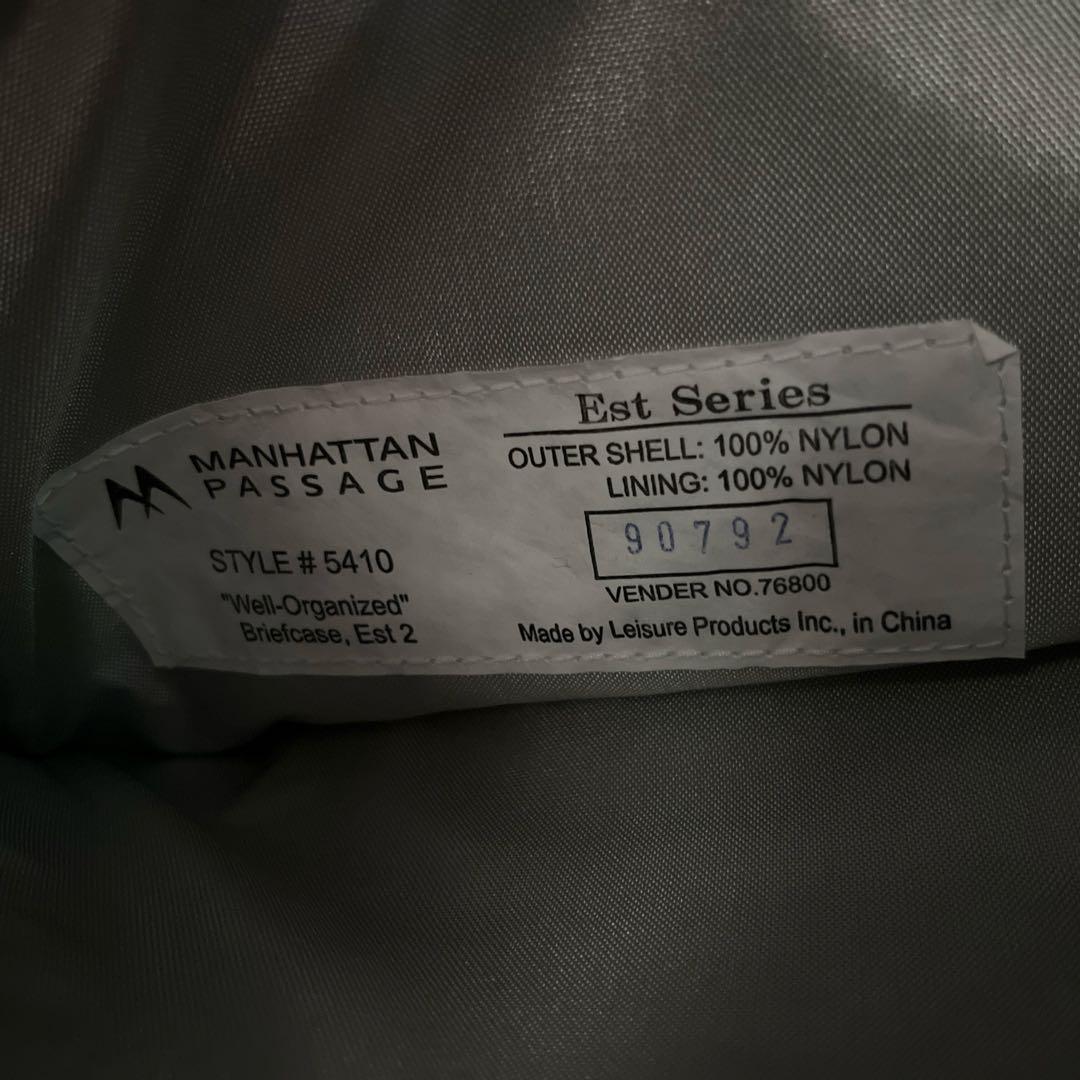 MANHATTAN
PASSAGE
STYLE # 5410
"Well-Organized"
Briefcase, Est 2
Est Series
OUTER SHELL: 100% NYLON
LINING: 100% NYLON
90792
VENDER NO.76800
Made by Leisure Products Inc., in China